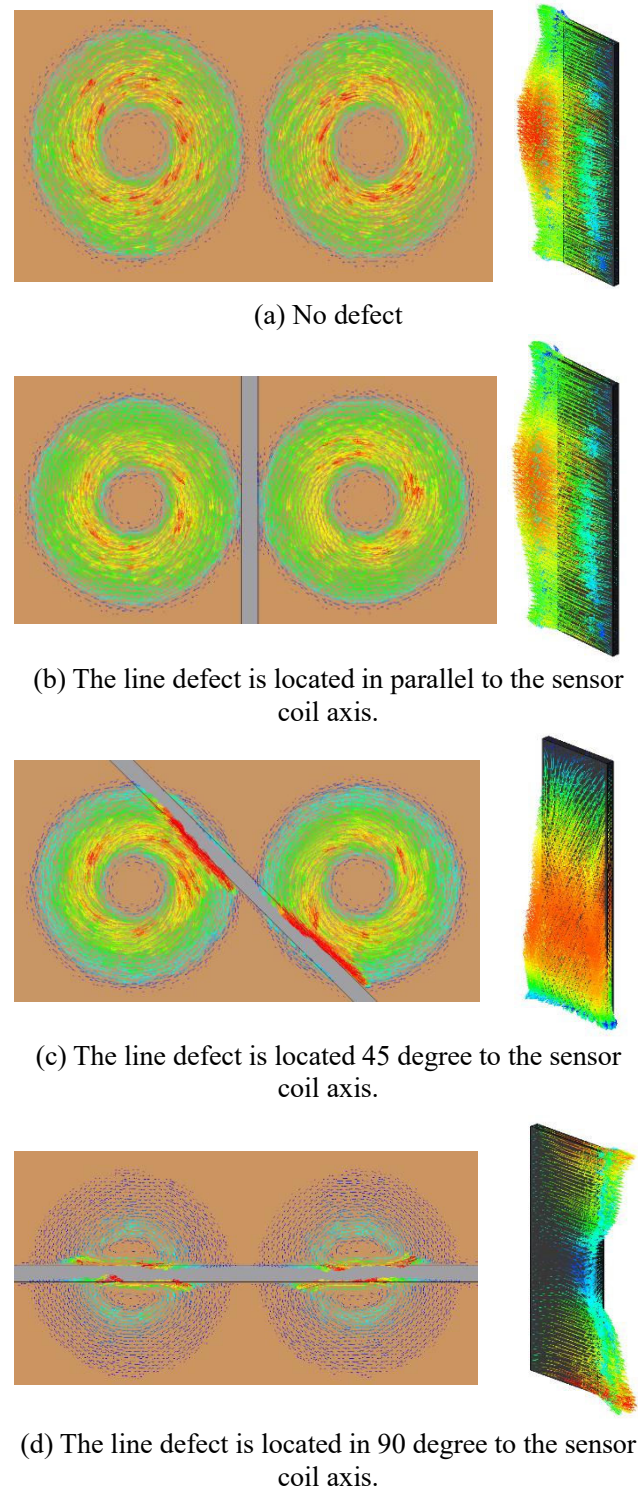 (a) No defect
(b) The line defect is located in parallel to the sensor
coil axis.
(c) The line defect is located 45 degree to the sensor
coil axis.
(d) The line defect is located in 90 degree to the sensor
coil axis.